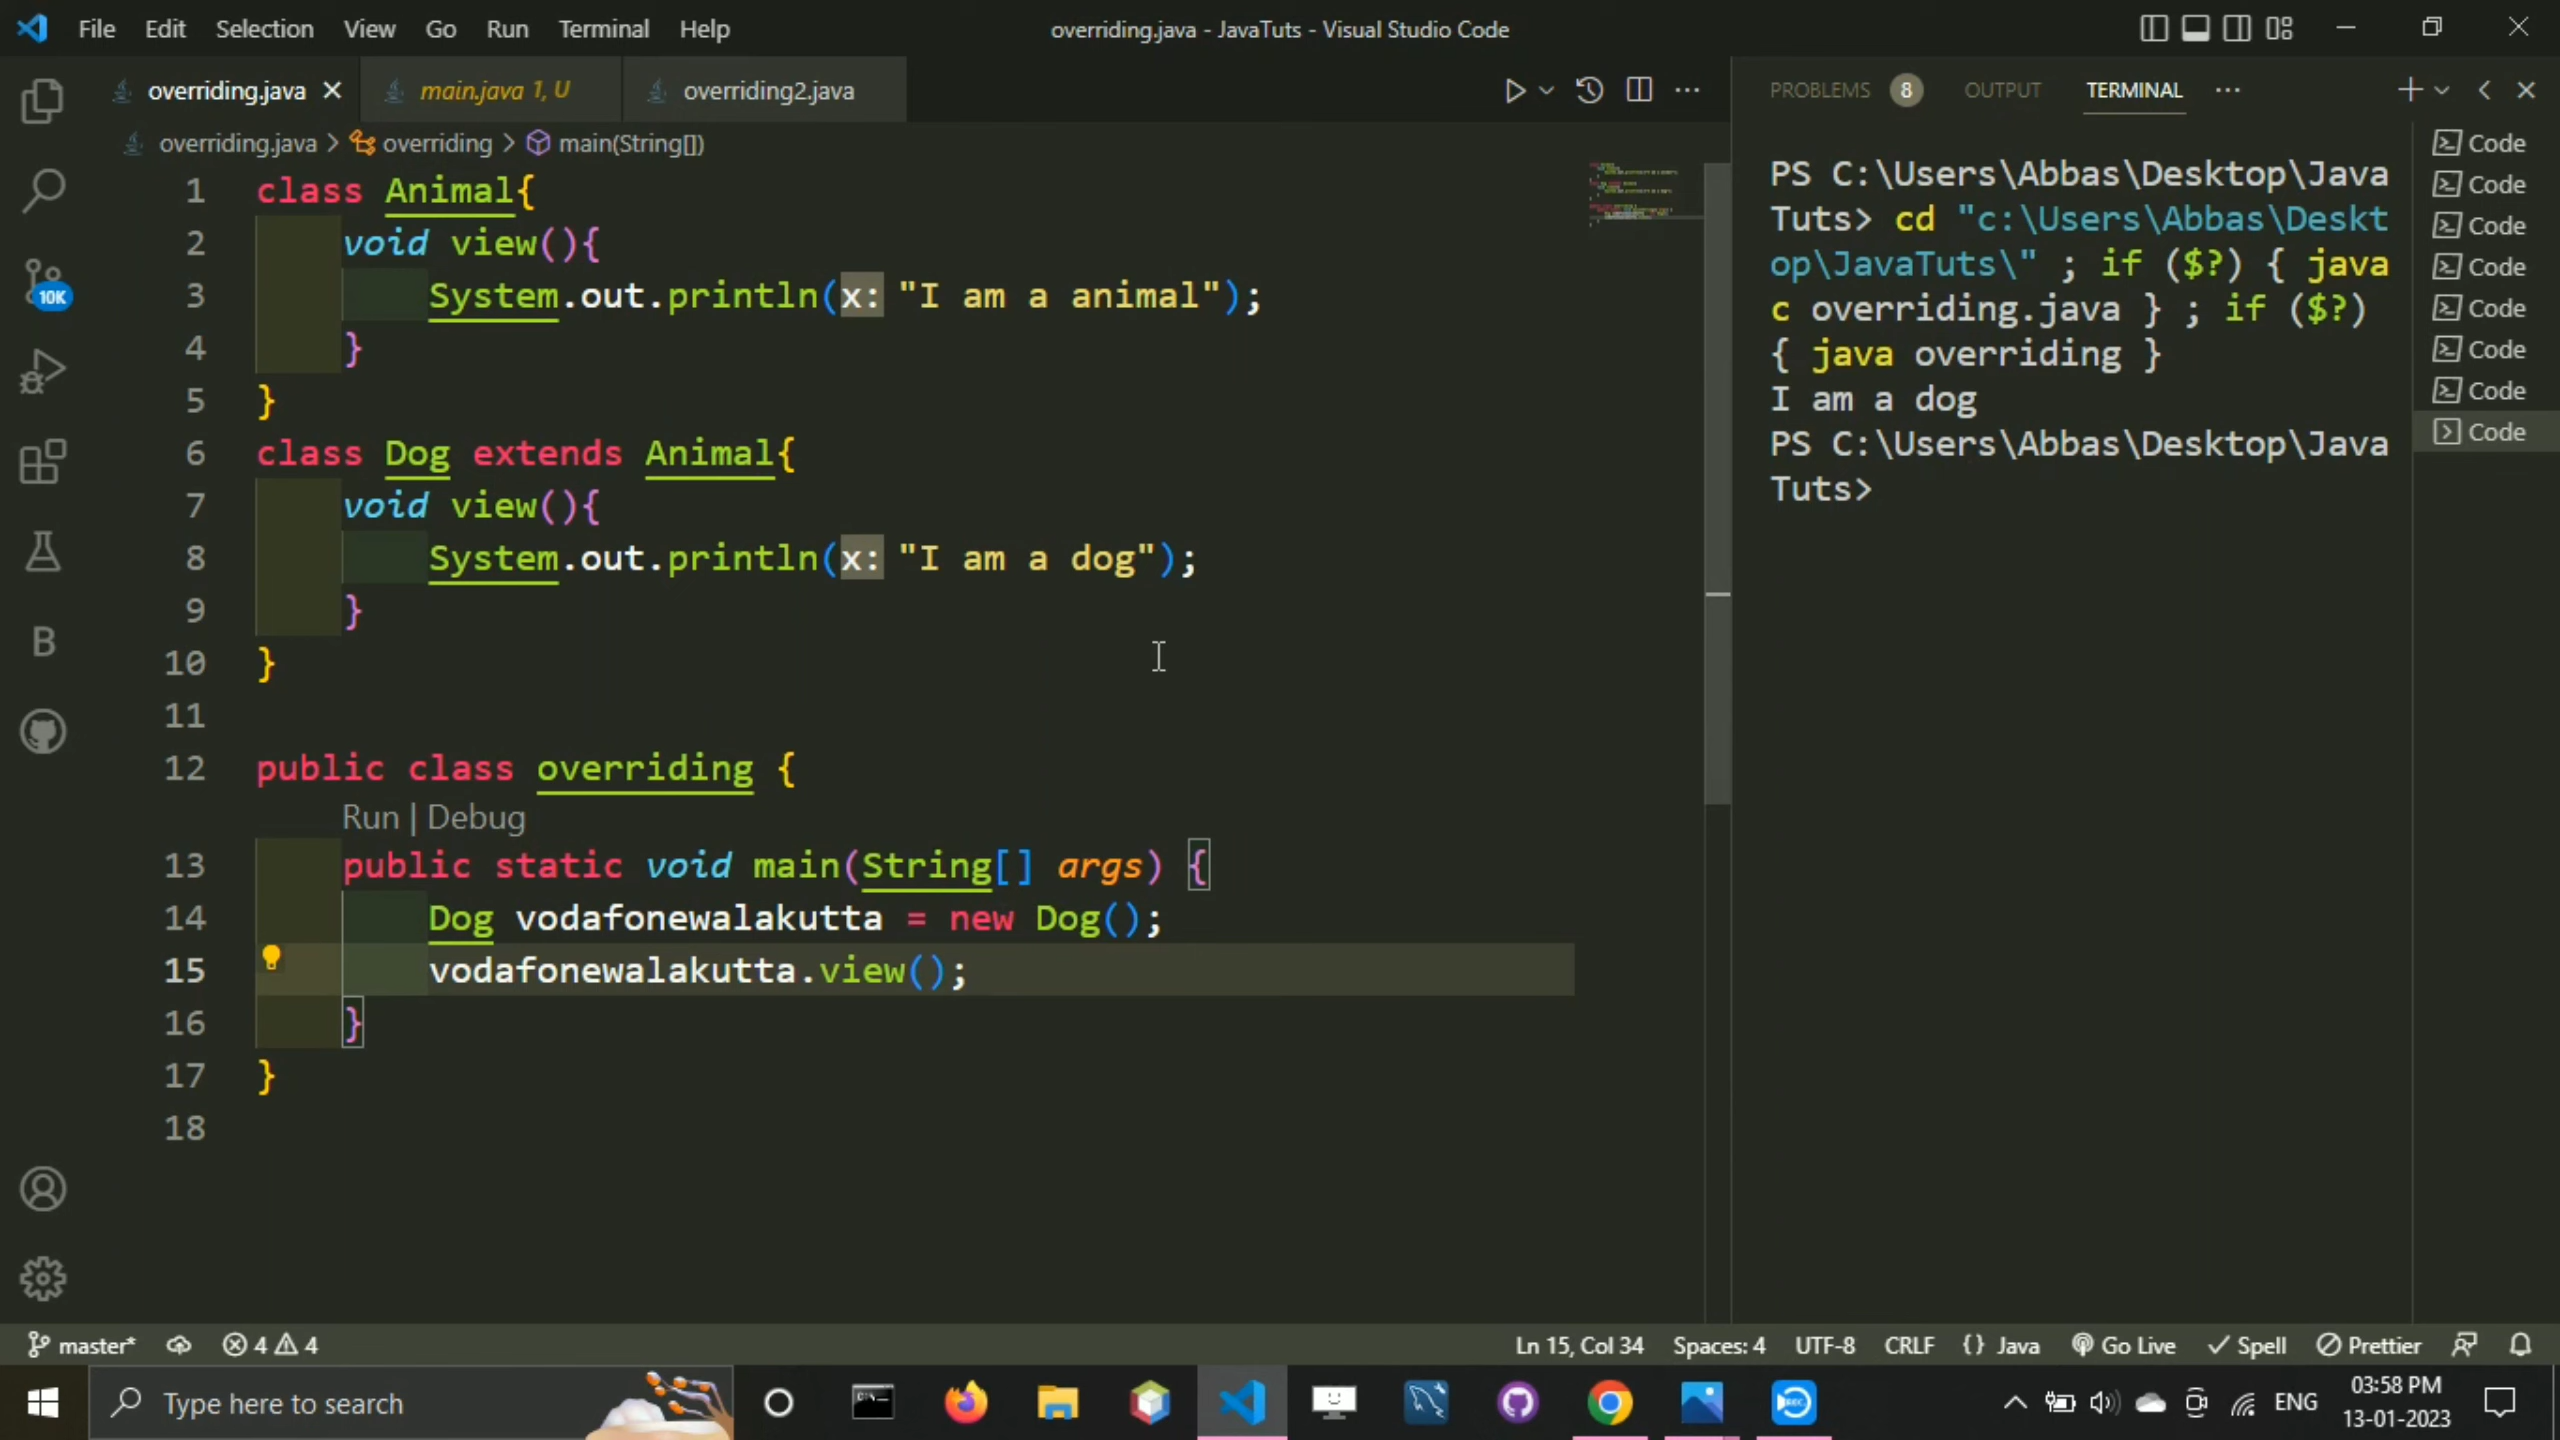 File Edit Selection View Go Run Terminal Help
overriding.java - JavaTuts - Visual Studio Code
overriding.java
main.java 1, U
overriding2.java
overriding.java > overriding > main(String[])
1 class Animal{
2 void view(){
3 System.out.println(x: "I am a animal");
4 }
5 }
6 class Dog extends Animal{
7 void view(){
8 System.out.println(x: "I am a dog");
9 }
10 }
11
12 public class overriding {
Run | Debug
13 public static void main(String[] args) {
14 Dog vodafonewalakutta = new Dog();
15 vodafonewalakutta.view();
16 }
17 }
18
10K
B
PROBLEMS 8 OUTPUT TERMINAL
PS C:\Users\Abbas\Desktop\Java
Tuts> cd "c:\Users\Abbas\Deskt
op\JavaTuts\" ; if ($?) { java
c overriding.java } ; if ($?)
{ java overriding }
I am a dog
PS C:\Users\Abbas\Desktop\Java
Tuts>
Code
Code
Code
Code
Code
Code
Code
Code
master* 4 4
Ln 15, Col 34 Spaces: 4 UTF-8 CRLF {} Java Go Live Spell Prettier
Type here to search
ENG
03:58 PM
13-01-2023